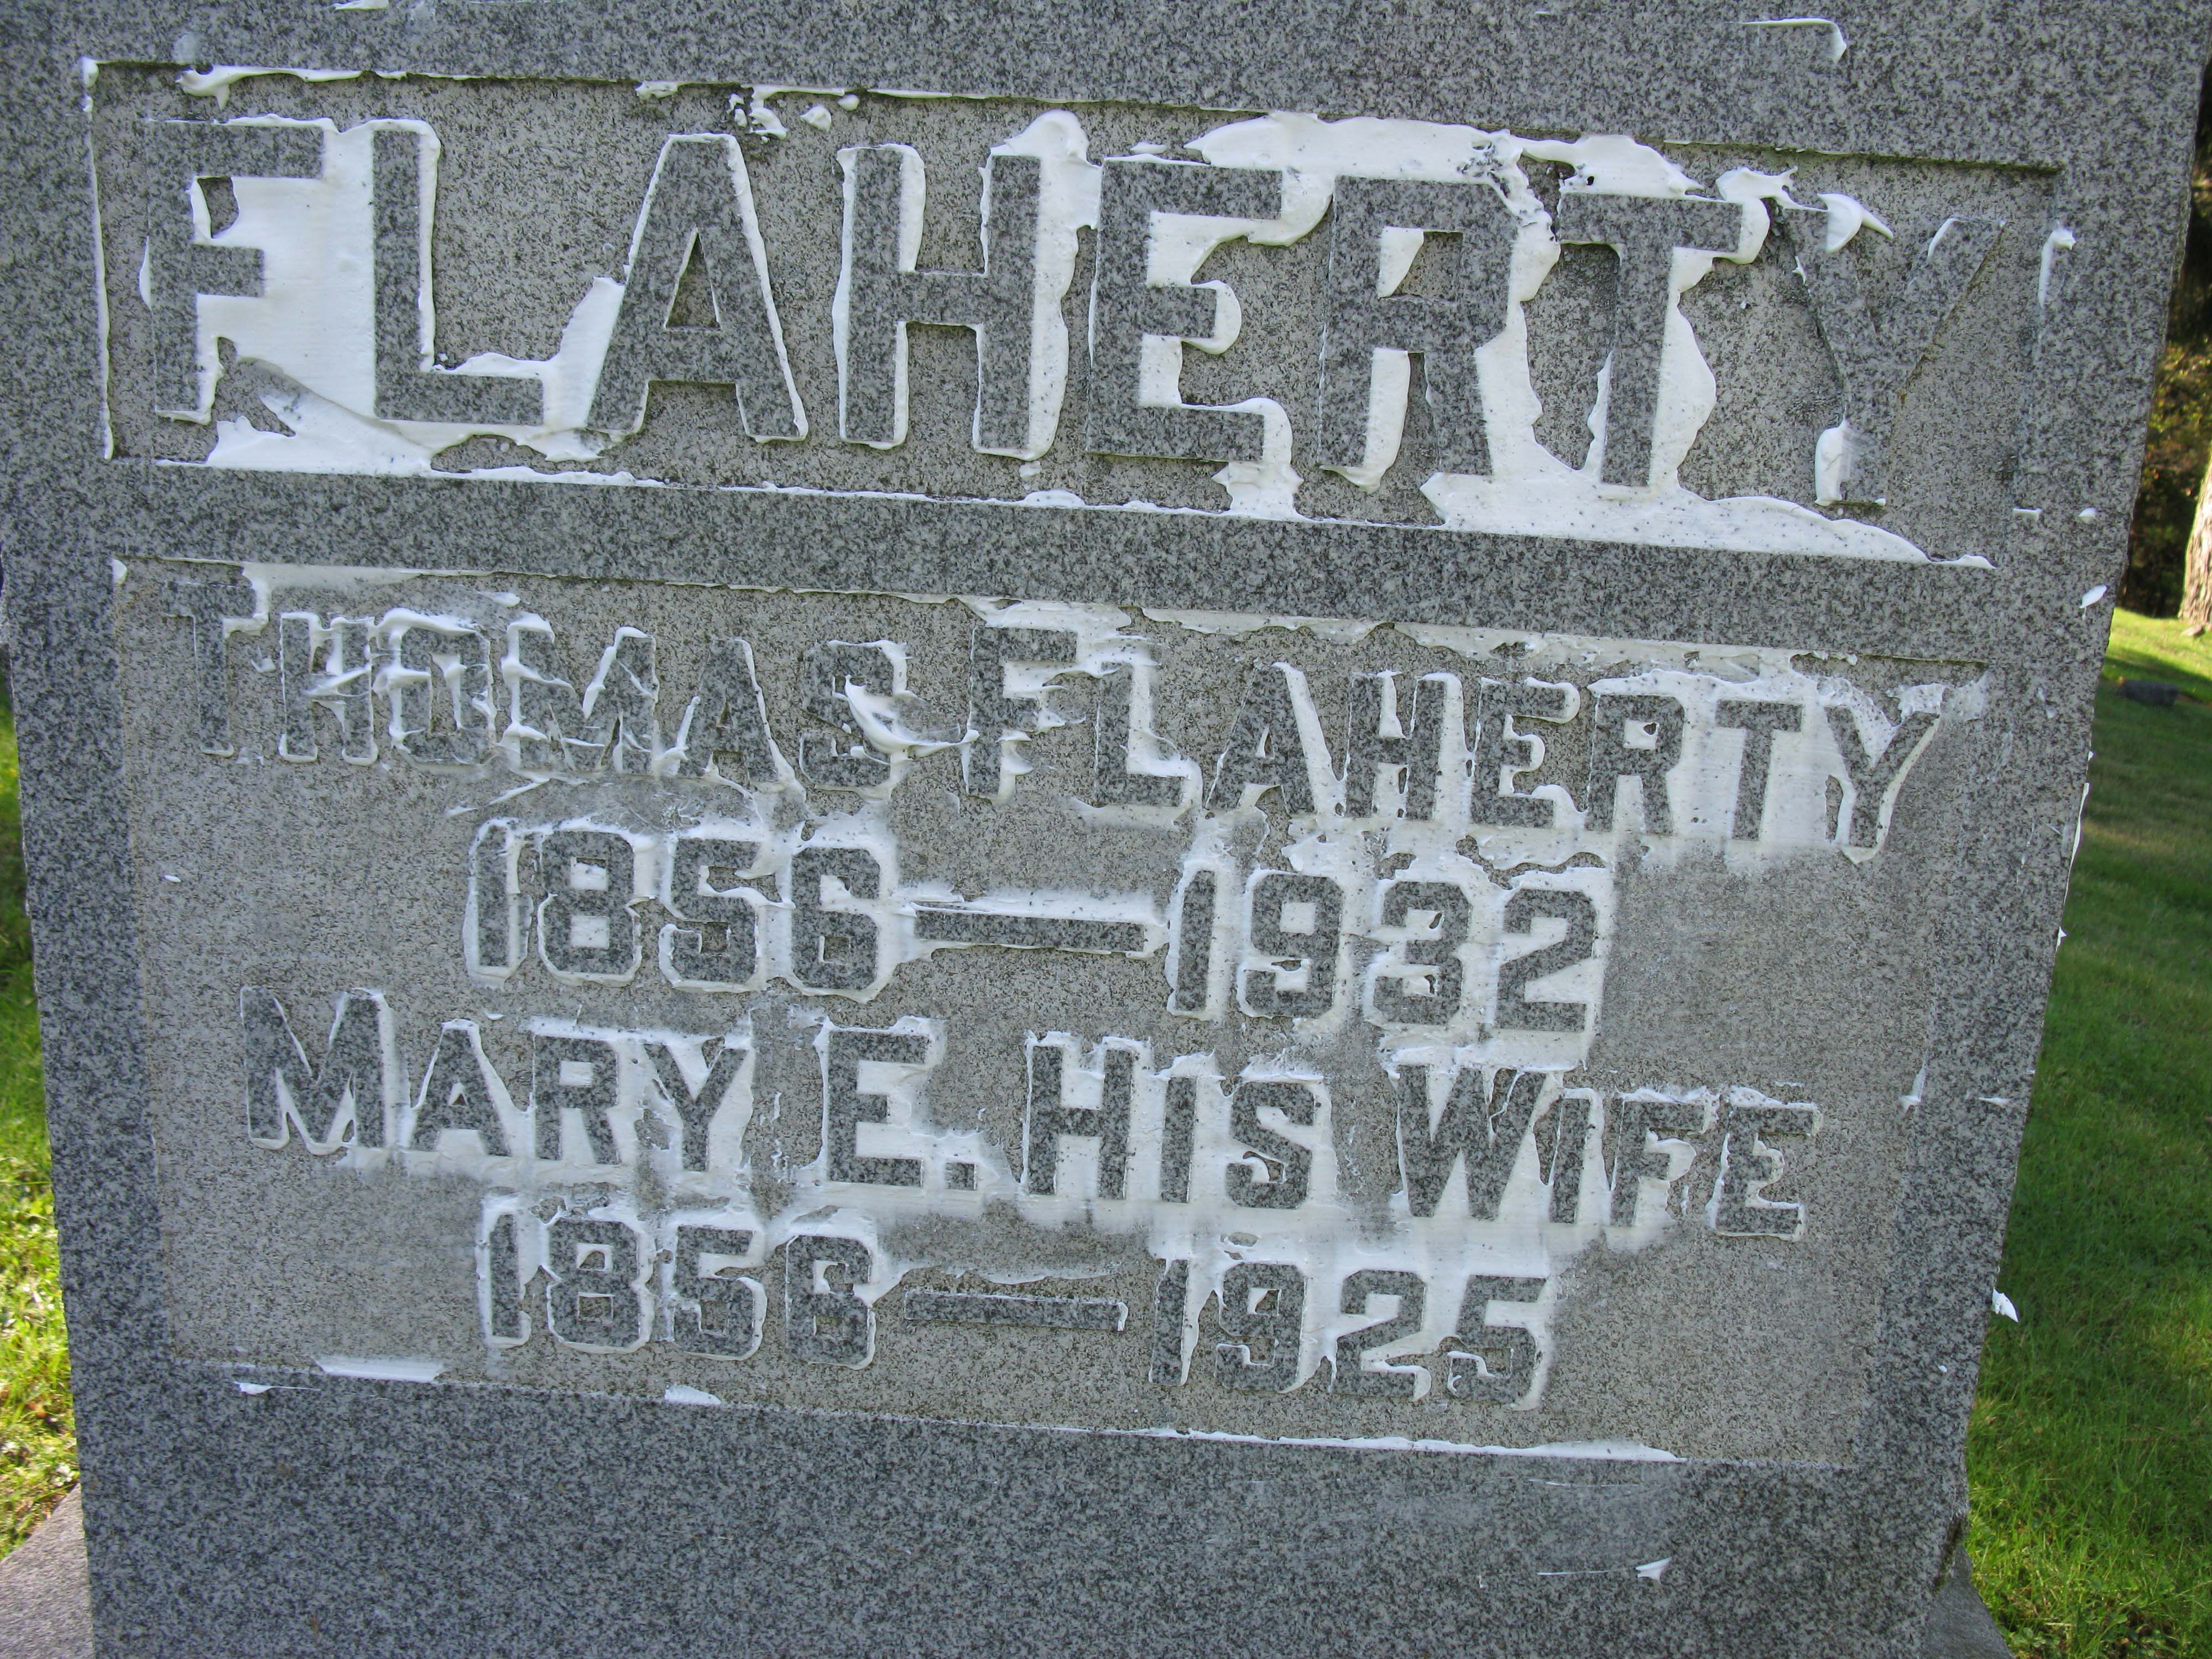 FLAHERTY
THOMAS FLAHERTY
1856—1932
MARY E. HIS WIFE
1856—1925